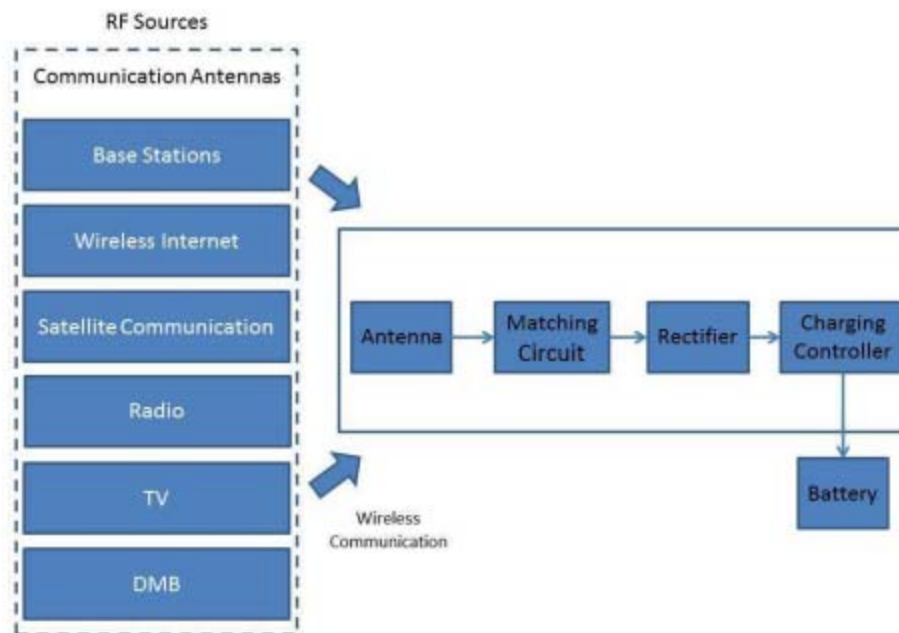 RF Sources
Communication Antennas
Base Stations
Wireless Internet
Satellite Communication
Radio
TV
DMB
Wireless
Communication
Antenna
Matching
Circuit
Rectifier
Charging
Controller
Battery